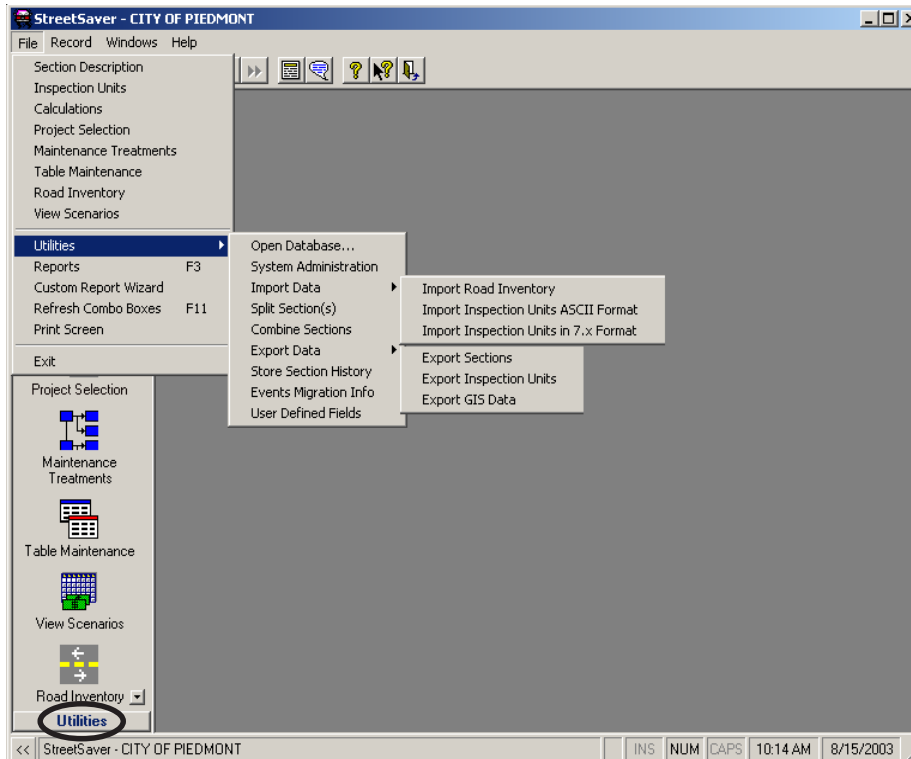 StreetSaver - CITY OF PIEDMONT
File Record Windows Help
Section Description
Inspection Units
Calculations
Project Selection
Maintenance Treatments
Table Maintenance
Road Inventory
View Scenarios
Utilities
Reports F3
Custom Report Wizard
Refresh Combo Boxes F11
Print Screen
Exit
Open Database...
System Administration
Import Data
Split Section(s)
Combine Sections
Export Data
Store Section History
Events Migration Info
User Defined Fields
Import Road Inventory
Import Inspection Units ASCII Format
Import Inspection Units in 7.x Format
Export Sections
Export Inspection Units
Export GIS Data
Project Selection
Maintenance
Treatments
Table Maintenance
View Scenarios
Road Inventory
Utilities
<< StreetSaver - CITY OF PIEDMONT INS NUM CAPS 10:14 AM 8/15/2003